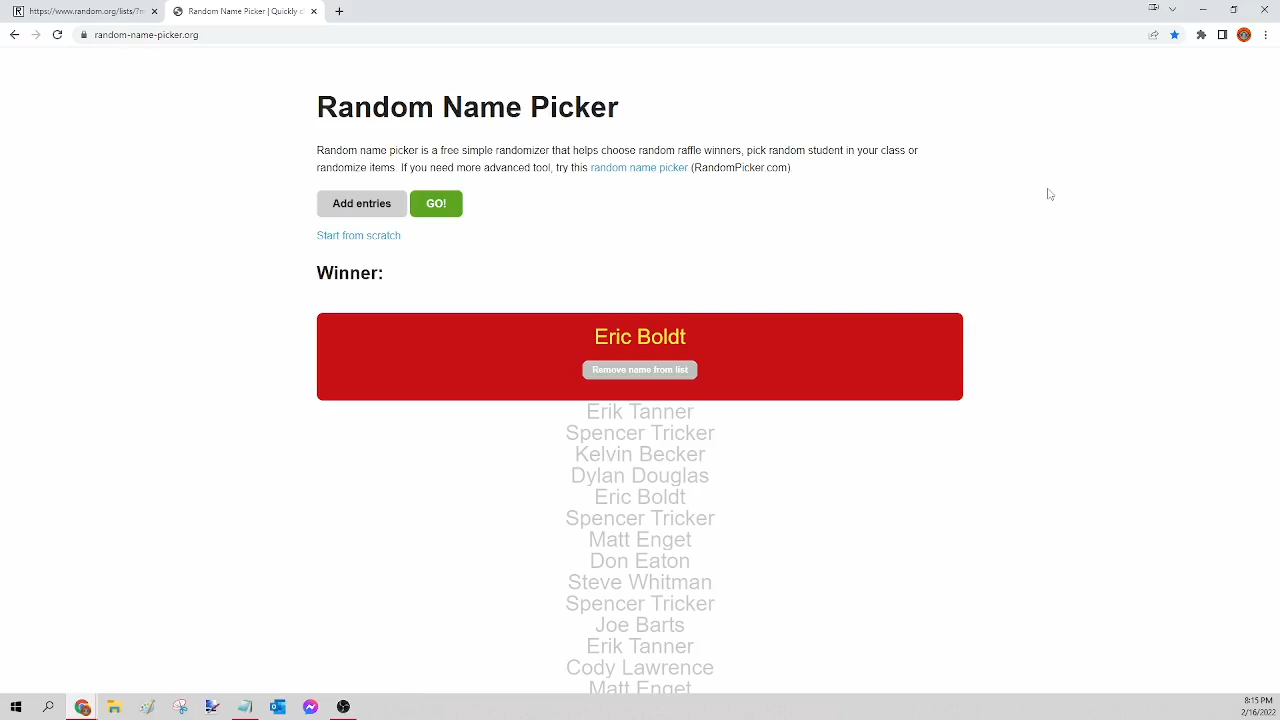 https://www.random.org/lists/?m
Random Name Picker | Quickly c
random-name-picker.org
Random Name Picker
Random name picker is a free simple randomizer that helps choose random raffle winners, pick random student in your class or
randomize items. If you need more advanced tool, try this random name picker (RandomPicker.com).
Add entries GO!
Start from scratch
Winner:
Eric Boldt
Remove name from list
Erik Tanner
Spencer Tricker
Kelvin Becker
Dylan Douglas
Eric Boldt
Spencer Tricker
Matt Enget
Don Eaton
Steve Whitman
Spencer Tricker
Joe Barts
Erik Tanner
Cody Lawrence
Matt Enget
8:15 PM
2/16/2022